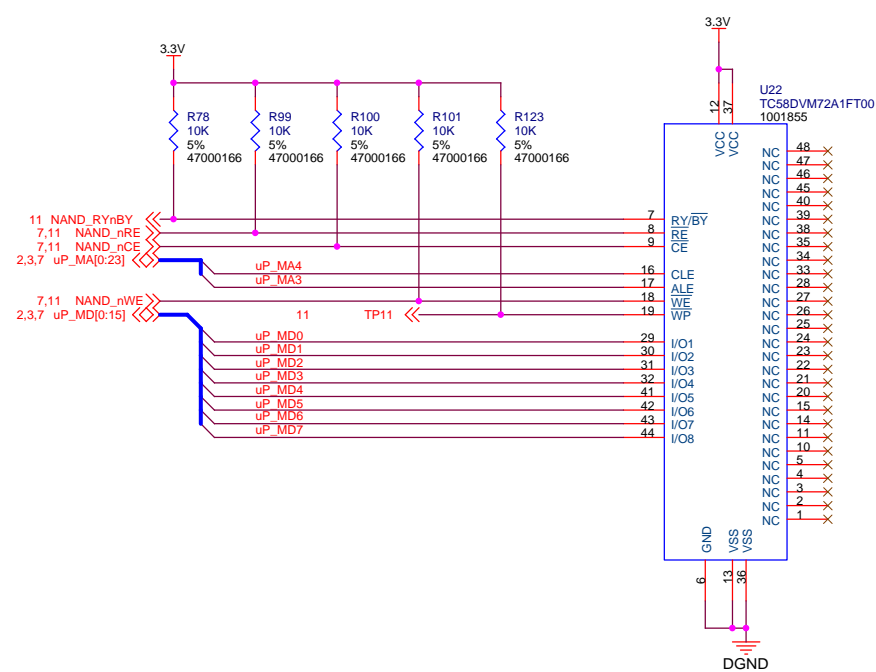 3.3V
3.3V
U22
TC58DVM72A1FT00
1001855
R78
10K
5%
47000166
R99
10K
5%
47000166
R100
10K
5%
47000166
R101
10K
5%
47000166
R123
10K
5%
47000166
12 37
VCC VCC
11 NAND_RYnBY
7,11 NAND_nRE
7,11 NAND_nCE
2,3,7 uP_MA[0:23]
uP_MA4
uP_MA3
7,11 NAND_nWE
2,3,7 uP_MD[0:15]
11 TP11
uP_MD0
uP_MD1
uP_MD2
uP_MD3
uP_MD4
uP_MD5
uP_MD6
uP_MD7
7 RY/BY
8 RE
9 CE
16 CLE
17 ALE
18 WE
19 WP
29 I/O1
30 I/O2
31 I/O3
32 I/O4
41 I/O5
42 I/O6
43 I/O7
44 I/O8
NC 48
NC 47
NC 46
NC 45
NC 40
NC 39
NC 38
NC 35
NC 34
NC 33
NC 28
NC 27
NC 26
NC 25
NC 24
NC 23
NC 22
NC 21
NC 20
NC 15
NC 14
NC 11
NC 10
NC 5
NC 4
NC 3
NC 2
NC 1
GND VSS VSS
6 13 36
DGND